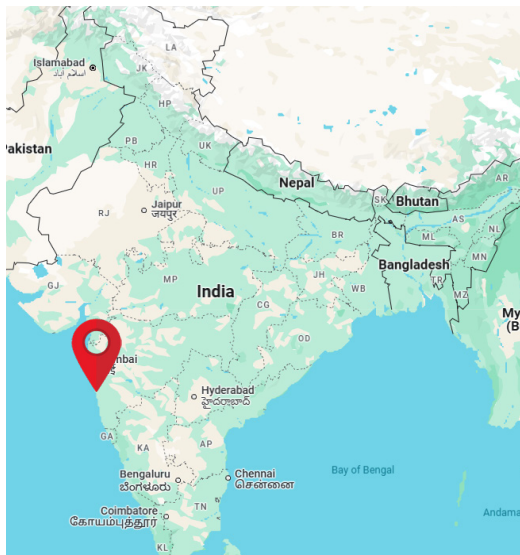 LA
Islamabad
اسلام آباد
JK
HP
Pakistan
PB
UK
HR
Nepal
AR
SK
Bhutan
UP
Jaipur
जयपुर
RJ
AS
NL
BR
ML
Bangladesh
MN
JH
TR
GJ
MP
WB
MZ
India
CG
OD
Hyderabad
హైదరాబాద్
GA
KA
AP
Bay of Bengal
Bengaluru
ಬೆಂಗಳೂರು
Chennai
சென்னை
TN
Coimbatore
கோயம்புத்தூர்
KL